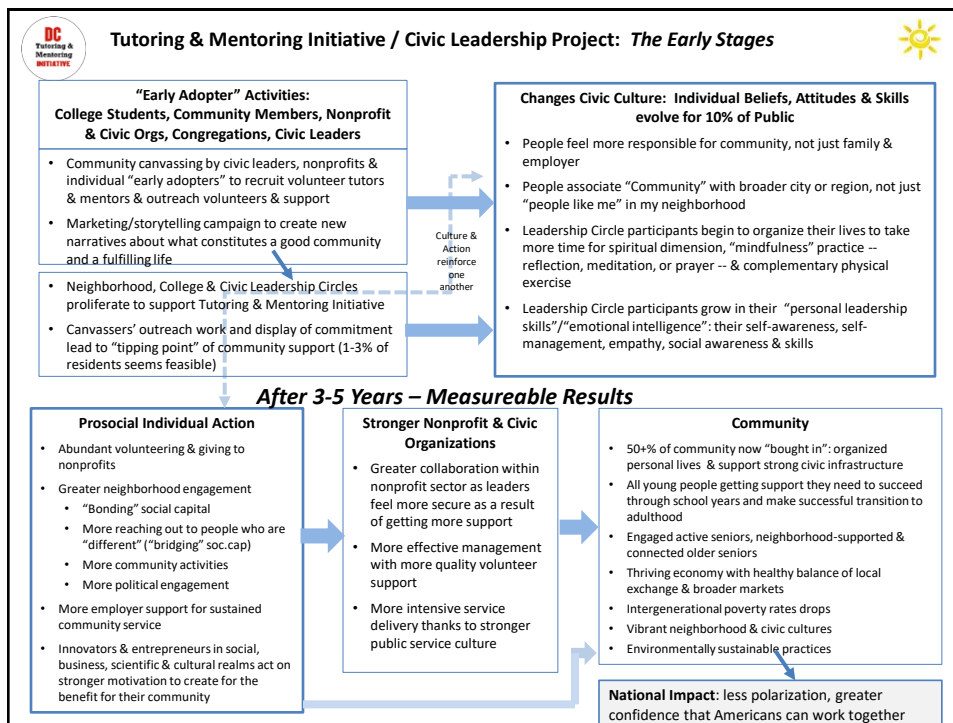 DC
Tutoring &
Mentoring
INITIATIVE
Tutoring & Mentoring Initiative / Civic Leadership Project: The Early Stages
“Early Adopter” Activities:
College Students, Community Members, Nonprofit
& Civic Orgs, Congregations, Civic Leaders
• Community canvassing by civic leaders, nonprofits &
individual “early adopters” to recruit volunteer tutors
& mentors & outreach volunteers & support
• Marketing/storytelling campaign to create new
narratives about what constitutes a good community
and a fulfilling life
• Neighborhood, College & Civic Leadership Circles
proliferate to support Tutoring & Mentoring Initiative
• Canvassers’ outreach work and display of commitment
lead to “tipping point” of community support (1-3% of
residents seems feasible)
Culture &
Action
reinforce
one
another
Changes Civic Culture: Individual Beliefs, Attitudes & Skills
evolve for 10% of Public
• People feel more responsible for community, not just family &
employer
• People associate “Community” with broader city or region, not just
“people like me” in my neighborhood
• Leadership Circle participants begin to organize their lives to take
more time for spiritual dimension, “mindfulness” practice --
reflection, meditation, or prayer -- & complementary physical
exercise
• Leadership Circle participants grow in their “personal leadership
skills”/“emotional intelligence”: their self-awareness, self-
management, empathy, social awareness & skills
After 3-5 Years – Measureable Results
Prosocial Individual Action
• Abundant volunteering & giving to
nonprofits
• Greater neighborhood engagement
• “Bonding” social capital
• More reaching out to people who are
“different” (“bridging” soc.cap)
• More community activities
• More political engagement
• More employer support for sustained
community service
• Innovators & entrepreneurs in social,
business, scientific & cultural realms act on
stronger motivation to create for the
benefit for their community
Stronger Nonprofit & Civic
Organizations
• Greater collaboration within
nonprofit sector as leaders
feel more secure as a result
of getting more support
• More effective management
with more quality volunteer
support
• More intensive service
delivery thanks to stronger
public service culture
Community
• 50+% of community now “bought in”: organized
personal lives & support strong civic infrastructure
• All young people getting support they need to succeed
through school years and make successful transition to
adulthood
• Engaged active seniors, neighborhood-supported &
connected older seniors
• Thriving economy with healthy balance of local
exchange & broader markets
• Intergenerational poverty rates drops
• Vibrant neighborhood & civic cultures
• Environmentally sustainable practices
National Impact: less polarization, greater
confidence that Americans can work together